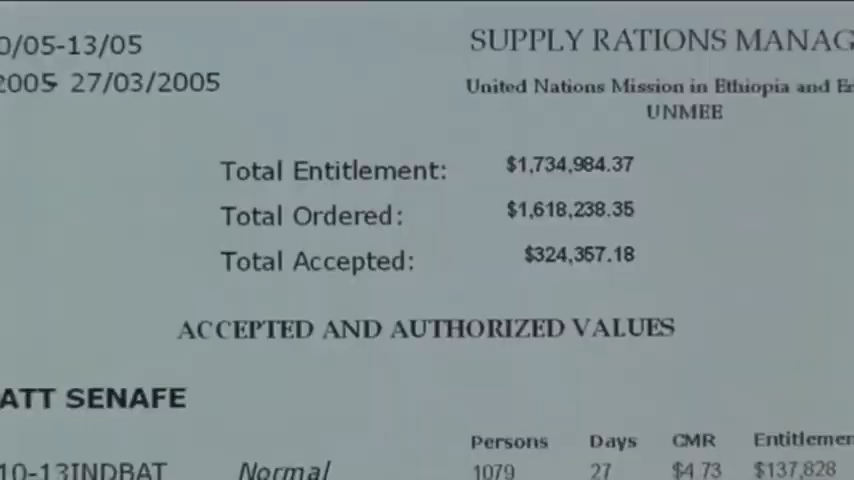 0/05-13/05
SUPPLY RATIONS MANAG
2005- 27/03/2005
United Nations Mission in Ethiopia and Er
UNMEE
Total Entitlement: $1,734,984.37
Total Ordered: $1,618,238.35
Total Accepted: $324,357.18
ACCEPTED AND AUTHORIZED VALUES
ATT SENAFE
Persons Days CMR Entitlemen
10-13INDBAT Normal 1079 27 $4.73 $137,828